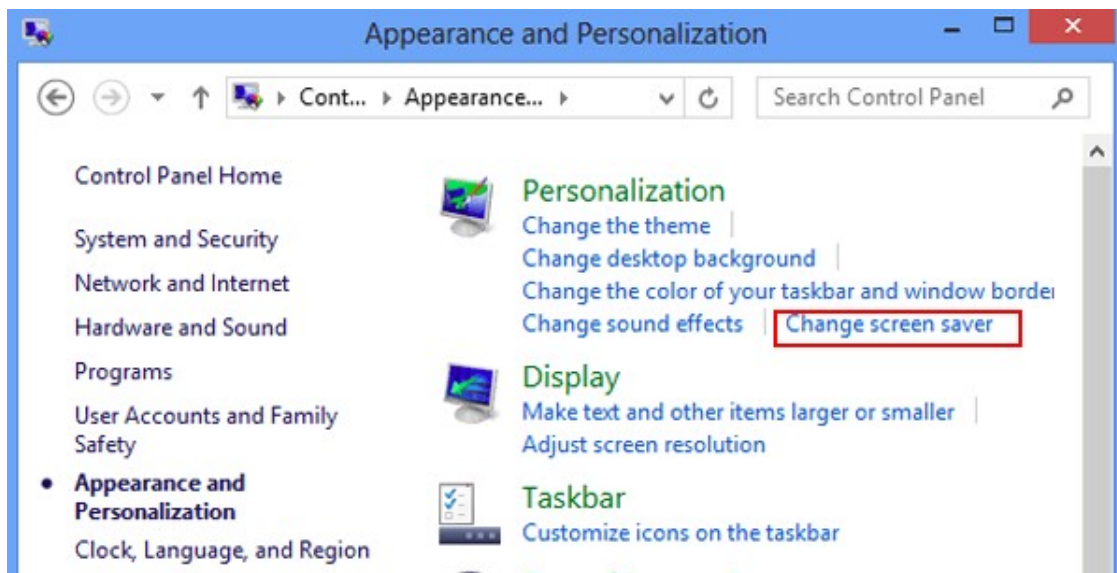 Appearance and Personalization
Cont... Appearance... Search Control Panel
Control Panel Home
System and Security
Network and Internet
Hardware and Sound
Programs
User Accounts and Family
Safety
Appearance and
Personalization
Clock, Language, and Region
Personalization
Change the theme
Change desktop background
Change the color of your taskbar and window border
Change sound effects Change screen saver
Display
Make text and other items larger or smaller
Adjust screen resolution
Taskbar
Customize icons on the taskbar